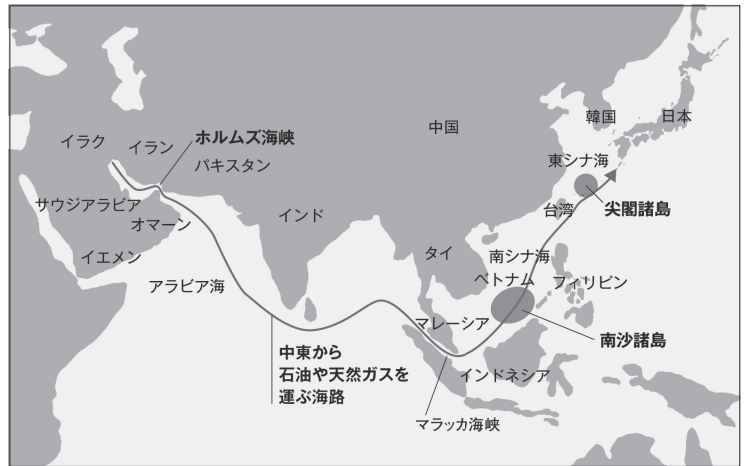 中国
韓国
日本
ホルムズ海峡
イラク
イラン
パキスタン
東シナ海
サウジアラビア
オマーン
インド
台湾
尖閣諸島
イエメン
タイ
南シナ海
アラビア海
ベトナム
フィリピン
マレーシア
南沙諸島
中東から
石油や天然ガスを
運ぶ海路
インドネシア
マラッカ海峡